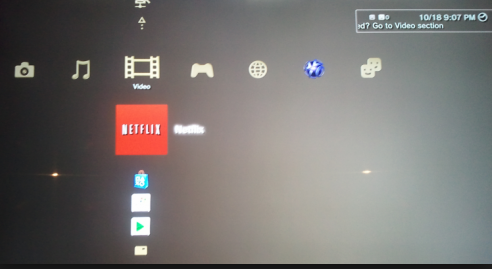 10/18 9:07 PM
d? Go to Video section
Video
NETFLIX
Netflix